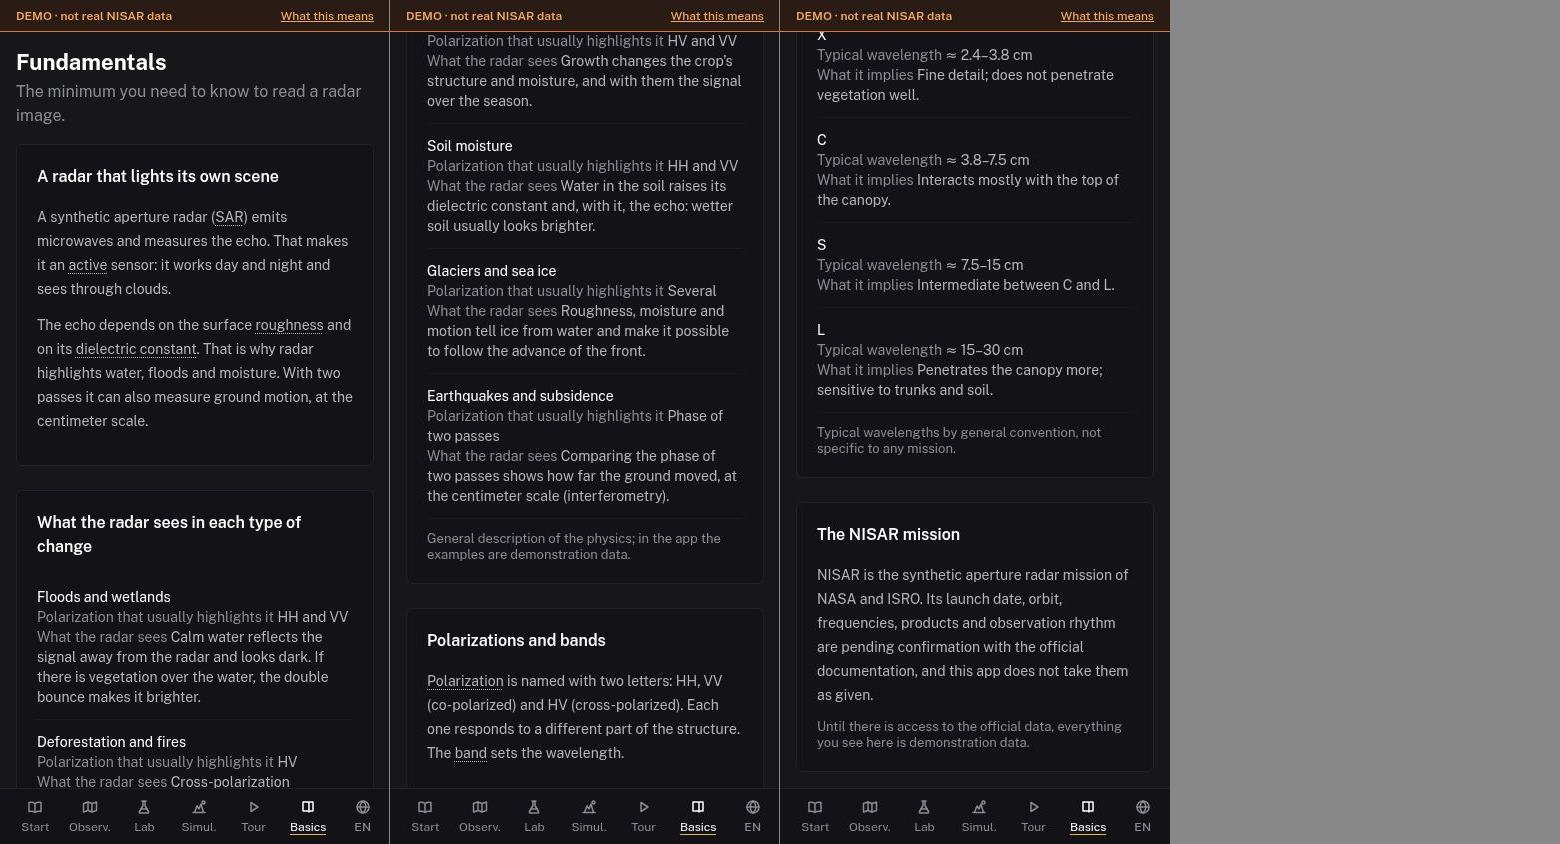 DEMO · not real NISAR data What this means
Fundamentals
The minimum you need to know to read a radar
image.
A radar that lights its own scene
A synthetic aperture radar (SAR) emits
microwaves and measures the echo. That makes
it an active sensor: it works day and night and
sees through clouds.
The echo depends on the surface roughness and
on its dielectric constant. That is why radar
highlights water, floods and moisture. With two
passes it can also measure ground motion, at the
centimeter scale.
What the radar sees in each type of
change
Floods and wetlands
Polarization that usually highlights it HH and VV
What the radar sees Calm water reflects the
signal away from the radar and looks dark. If
there is vegetation over the water, the double
bounce makes it brighter.
Deforestation and fires
Polarization that usually highlights it HV
What the radar sees Cross-polarization
Start Observ. Lab Simul. Tour Basics EN
DEMO · not real NISAR data What this means
Polarization that usually highlights it HV and VV
What the radar sees Growth changes the crop's
structure and moisture, and with them the signal
over the season.
Soil moisture
Polarization that usually highlights it HH and VV
What the radar sees Water in the soil raises its
dielectric constant and, with it, the echo: wetter
soil usually looks brighter.
Glaciers and sea ice
Polarization that usually highlights it Several
What the radar sees Roughness, moisture and
motion tell ice from water and make it possible
to follow the advance of the front.
Earthquakes and subsidence
Polarization that usually highlights it Phase of
two passes
What the radar sees Comparing the phase of
two passes shows how far the ground moved, at
the centimeter scale (interferometry).
General description of the physics; in the app the
examples are demonstration data.
Polarizations and bands
Polarization is named with two letters: HH, VV
(co-polarized) and HV (cross-polarized). Each
one responds to a different part of the structure.
The band sets the wavelength.
Start Observ. Lab Simul. Tour Basics EN
DEMO · not real NISAR data What this means
X
Typical wavelength ≈ 2.4–3.8 cm
What it implies Fine detail; does not penetrate
vegetation well.
C
Typical wavelength ≈ 3.8–7.5 cm
What it implies Interacts mostly with the top of
the canopy.
S
Typical wavelength ≈ 7.5–15 cm
What it implies Intermediate between C and L.
L
Typical wavelength ≈ 15–30 cm
What it implies Penetrates the canopy more;
sensitive to trunks and soil.
Typical wavelengths by general convention, not
specific to any mission.
The NISAR mission
NISAR is the synthetic aperture radar mission of
NASA and ISRO. Its launch date, orbit,
frequencies, products and observation rhythm
are pending confirmation with the official
documentation, and this app does not take them
as given.
Until there is access to the official data, everything
you see here is demonstration data.
Start Observ. Lab Simul. Tour Basics EN